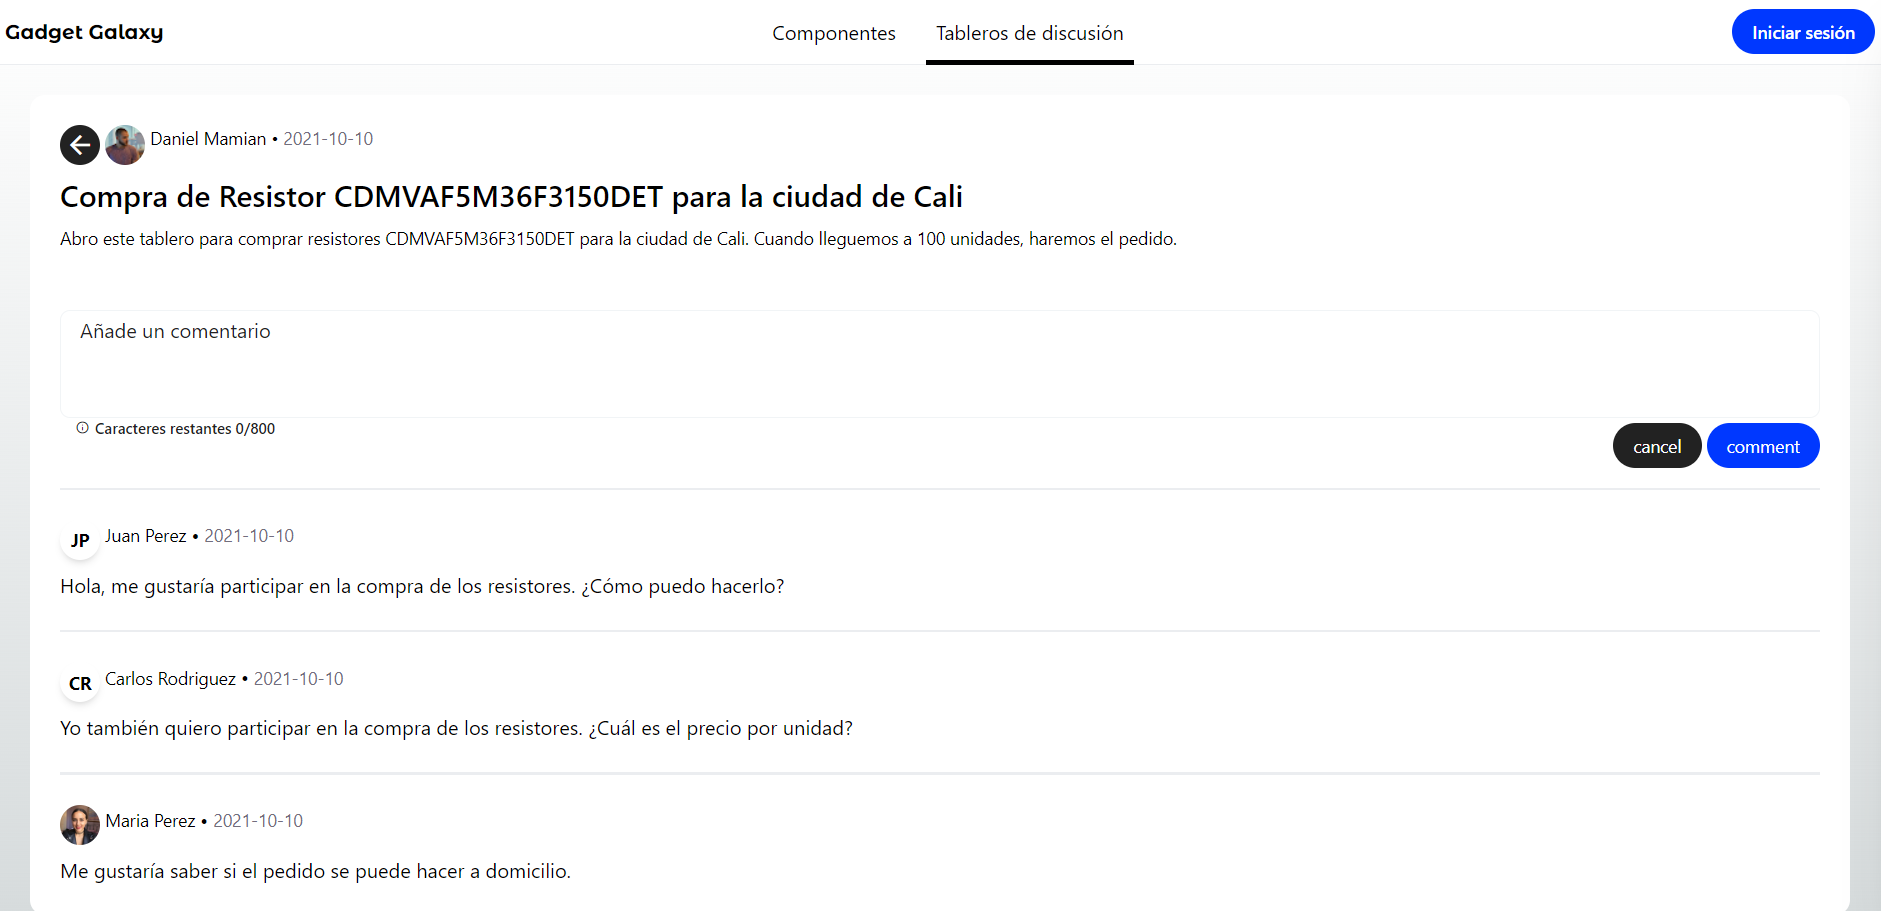 Gadget Galaxy
Componentes
Tableros de discusión
Iniciar sesión
Daniel Mamian • 2021-10-10
Compra de Resistor CDMVAF5M36F3150DET para la ciudad de Cali
Abro este tablero para comprar resistores CDMVAF5M36F3150DET para la ciudad de Cali. Cuando lleguemos a 100 unidades, haremos el pedido.
Añade un comentario
Caracteres restantes 0/800
cancel
comment
JP
Juan Perez • 2021-10-10
Hola, me gustaría participar en la compra de los resistores. ¿Cómo puedo hacerlo?
CR
Carlos Rodriguez • 2021-10-10
Yo también quiero participar en la compra de los resistores. ¿Cuál es el precio por unidad?
Maria Perez • 2021-10-10
Me gustaría saber si el pedido se puede hacer a domicilio.